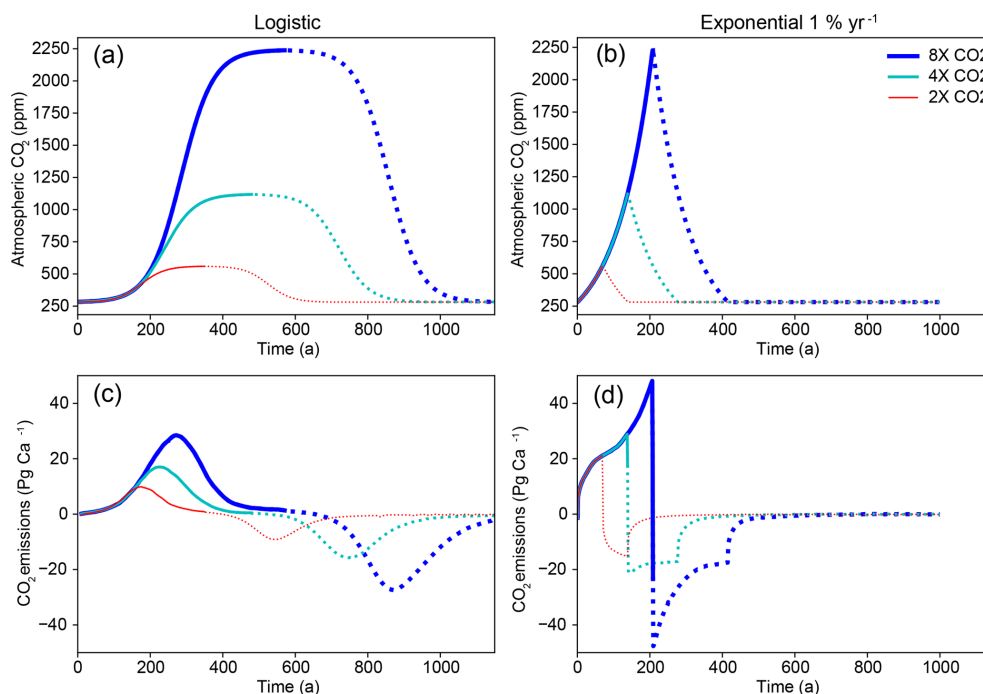 Logistic
Exponential 1 % yr⁻¹
(a)
Atmospheric CO₂ (ppm)
2250
2000
1750
1500
1250
1000
750
500
250
0 200 400 600 800 1000
Time (a)
(b)
Atmospheric CO₂ (ppm)
2250
2000
1750
1500
1250
1000
750
500
250
0 200 400 600 800 1000
Time (a)
8X CO2
4X CO2
2X CO2
(c)
CO₂ emissions (Pg Ca ⁻¹)
40
20
0
−20
−40
0 200 400 600 800 1000
Time (a)
(d)
CO₂ emissions (Pg Ca ⁻¹)
40
20
0
−20
−40
0 200 400 600 800 1000
Time (a)